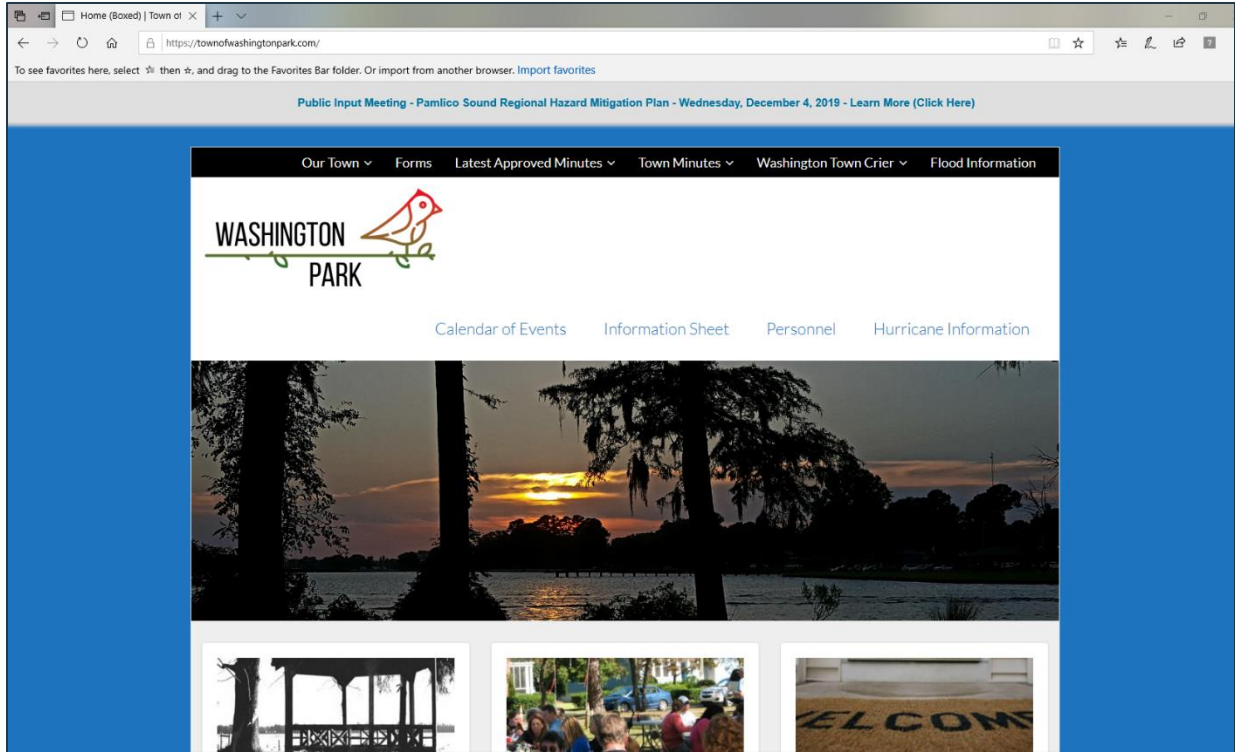 Home (Boxed) | Town of
https://townofwashingtonpark.com/
To see favorites here, select then ☆, and drag to the Favorites Bar folder. Or import from another browser. Import favorites
Public Input Meeting - Pamlico Sound Regional Hazard Mitigation Plan - Wednesday, December 4, 2019 - Learn More (Click Here)
Our Town Forms Latest Approved Minutes Town Minutes Washington Town Crier Flood Information
WASHINGTON
PARK
Calendar of Events Information Sheet Personnel Hurricane Information
ELCOM